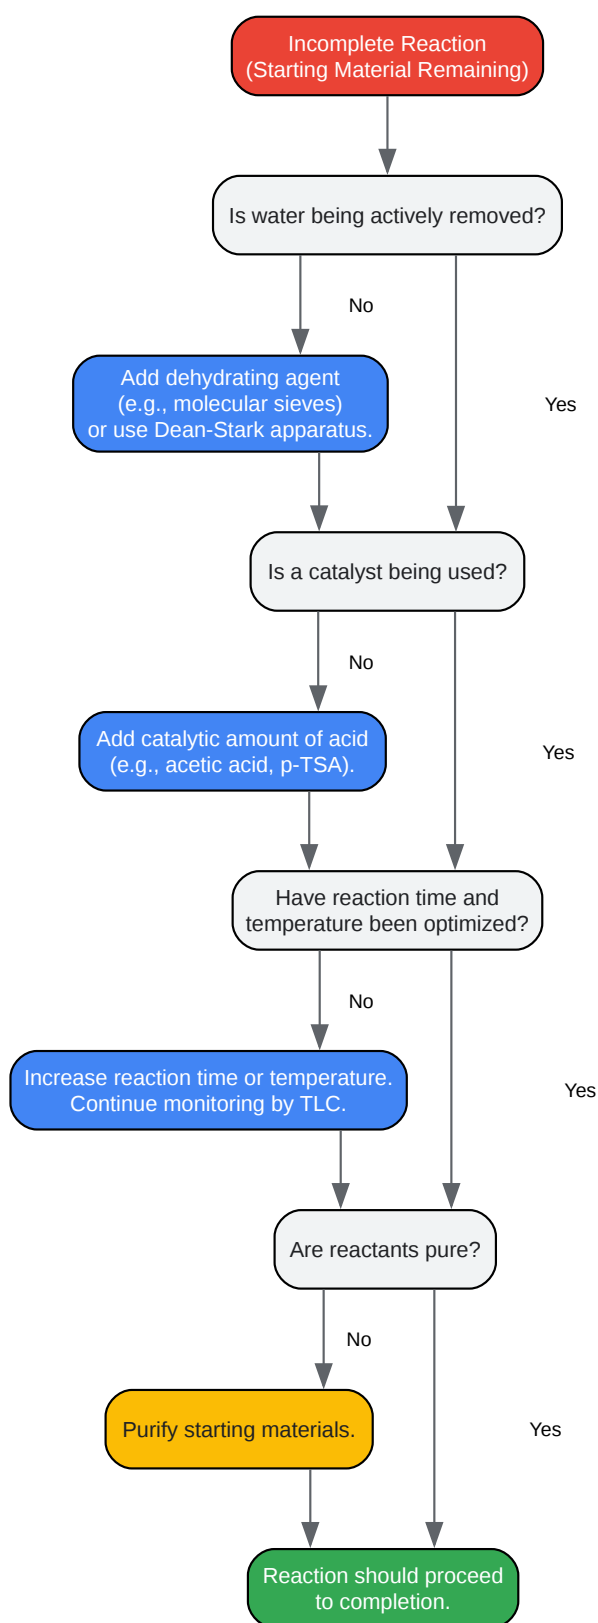 Incomplete Reaction
(Starting Material Remaining)
Is water being actively removed?
No
Add dehydrating agent
(e.g., molecular sieves)
or use Dean-Stark apparatus.
Yes
Is a catalyst being used?
No
Add catalytic amount of acid
(e.g., acetic acid, p-TSA).
Yes
Have reaction time and
temperature been optimized?
No
Increase reaction time or temperature.
Continue monitoring by TLC.
Yes
Are reactants pure?
No
Purify starting materials.
Yes
Reaction should proceed
to completion.